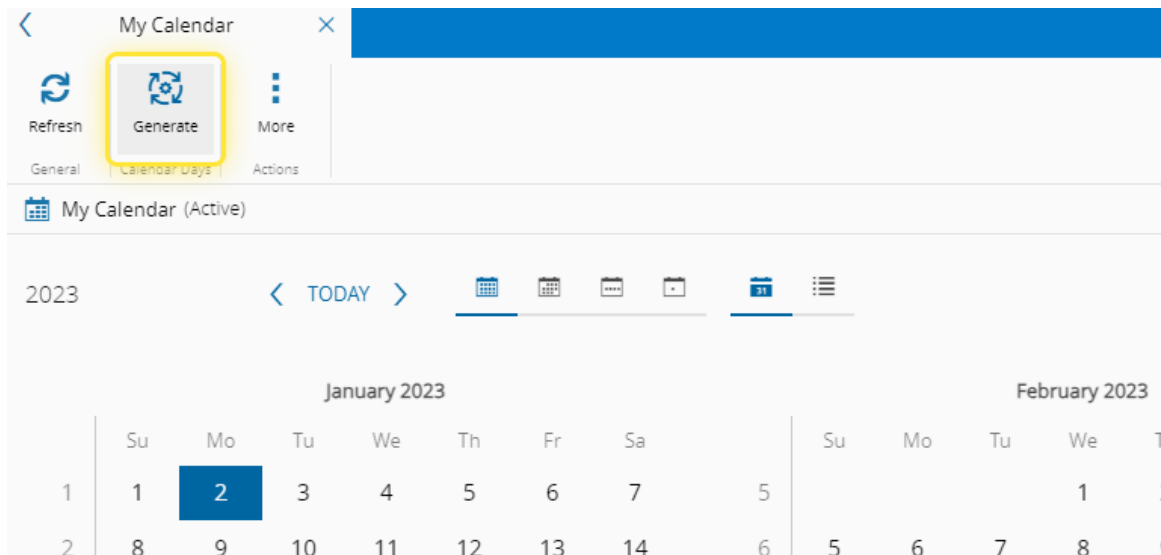 My Calendar
Refresh Generate More
General Calendar Days Actions
My Calendar (Active)
2023 TODAY 31
January 2023 February 2023
Su Mo Tu We Th Fr Sa Su Mo Tu We
1 1 2 3 4 5 6 7 5 1
2 8 9 10 11 12 13 14 6 5 6 7 8